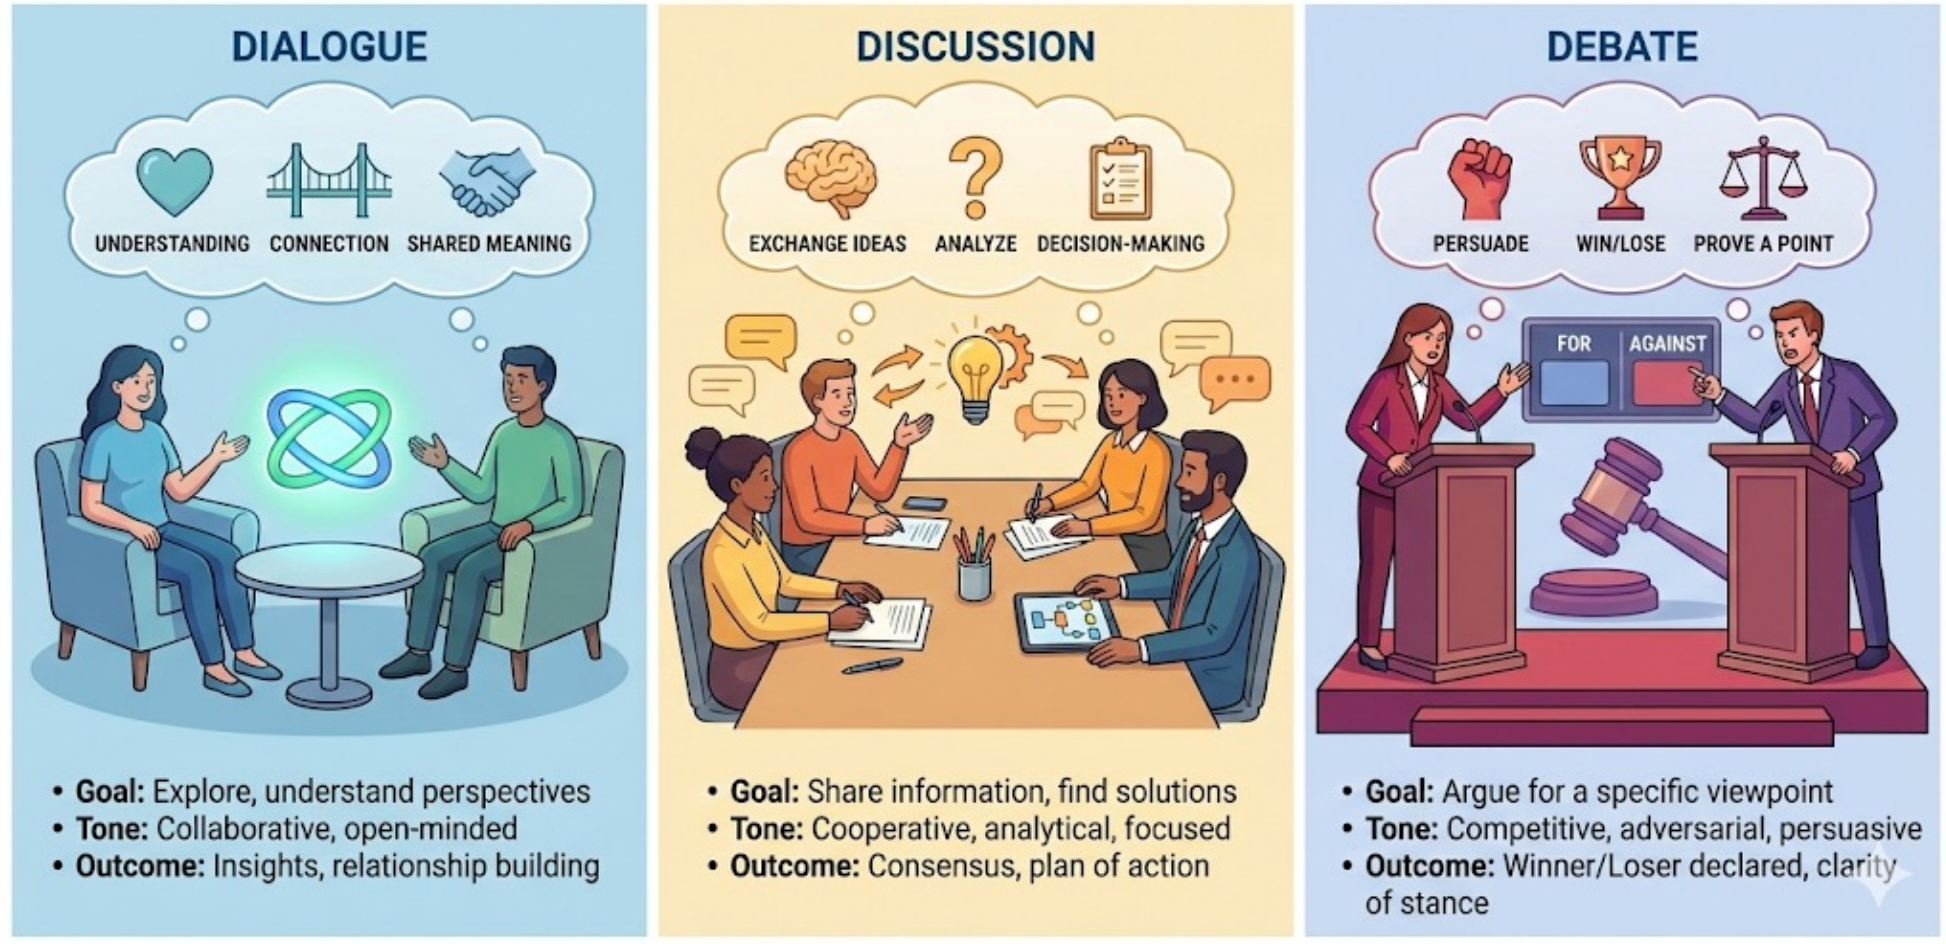 DIALOGUE
UNDERSTANDING CONNECTION SHARED MEANING
• Goal: Explore, understand perspectives
• Tone: Collaborative, open-minded
• Outcome: Insights, relationship building
DISCUSSION
EXCHANGE IDEAS ANALYZE DECISION-MAKING
?
• Goal: Share information, find solutions
• Tone: Cooperative, analytical, focused
• Outcome: Consensus, plan of action
DEBATE
PERSUADE WIN/LOSE PROVE A POINT
FOR AGAINST
• Goal: Argue for a specific viewpoint
• Tone: Competitive, adversarial, persuasive
• Outcome: Winner/Loser declared, clarity
of stance